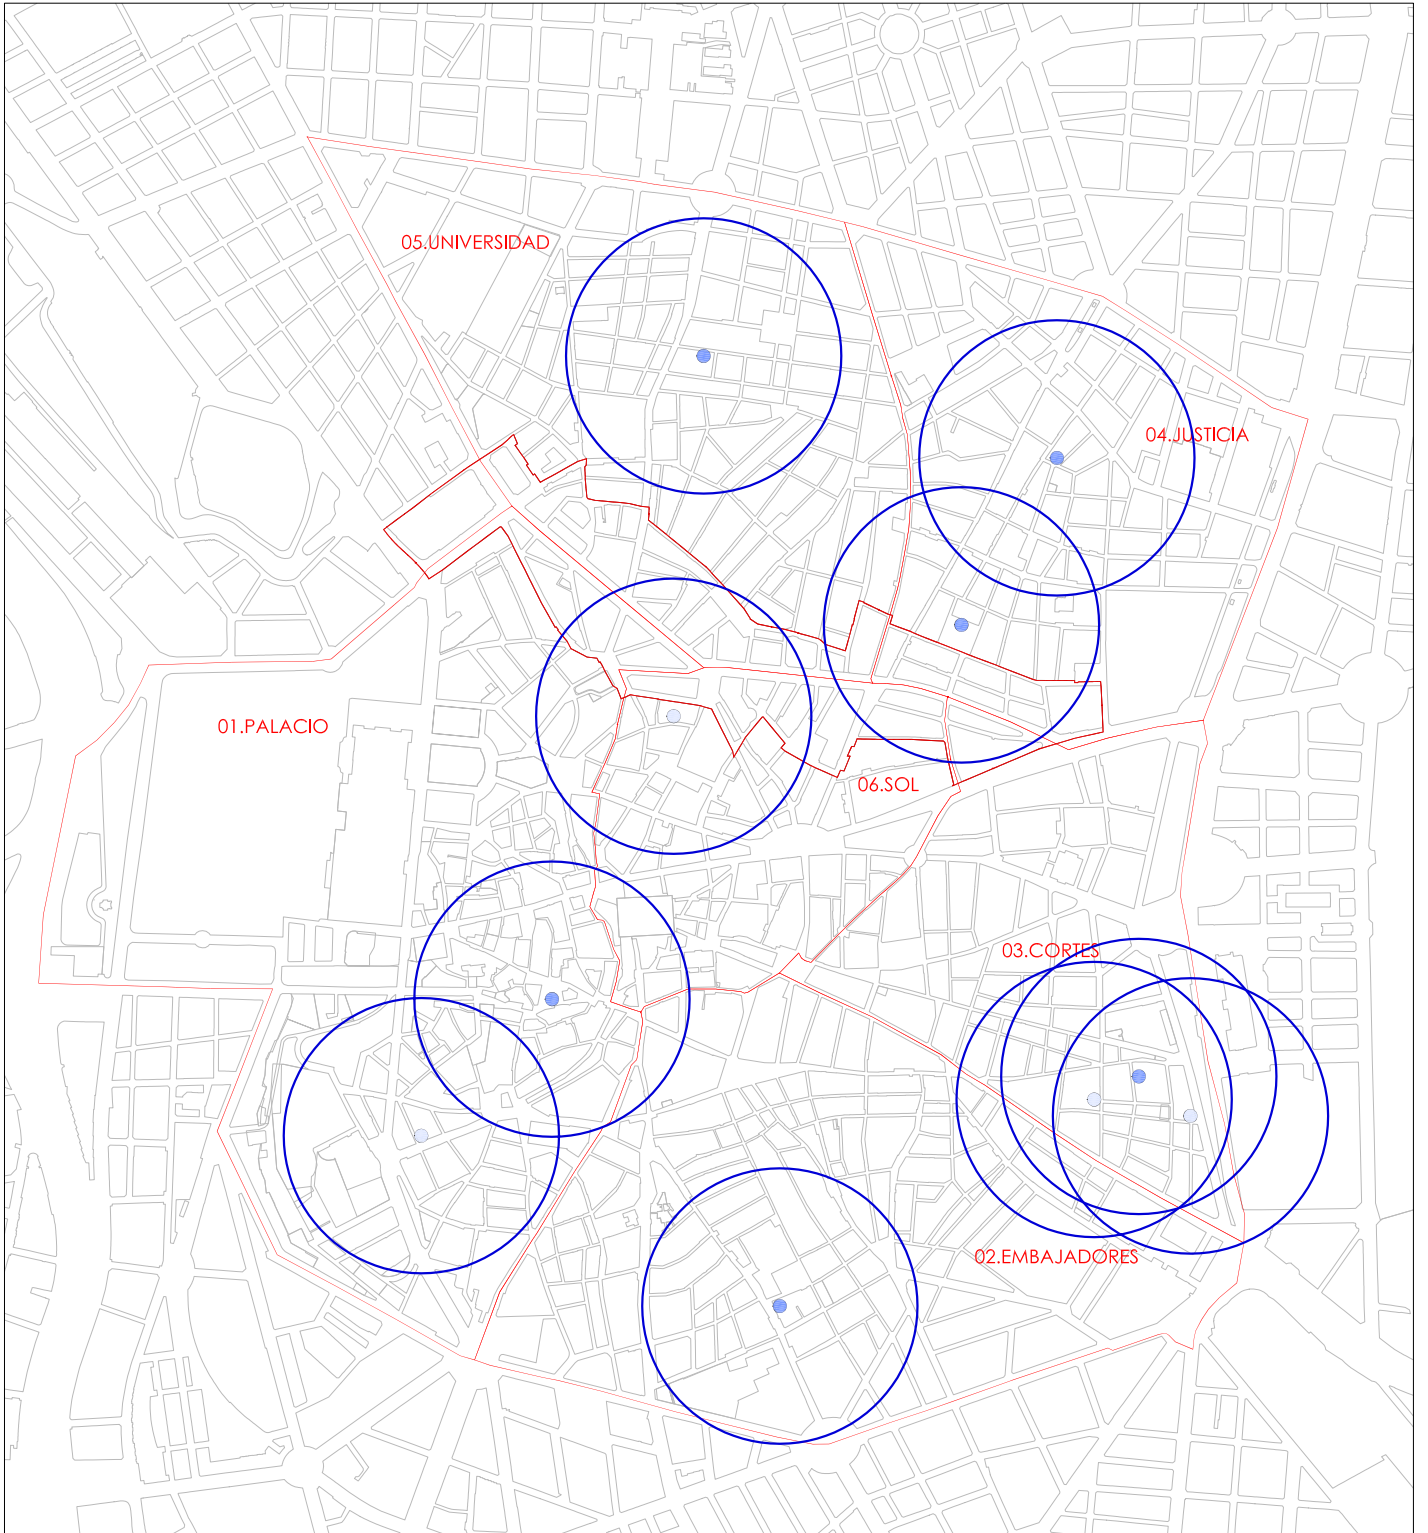 05.UNIVERSIDAD
04.JUSTICIA
01.PALACIO
06.SOL
03.CORTES
02.EMBAJADORES